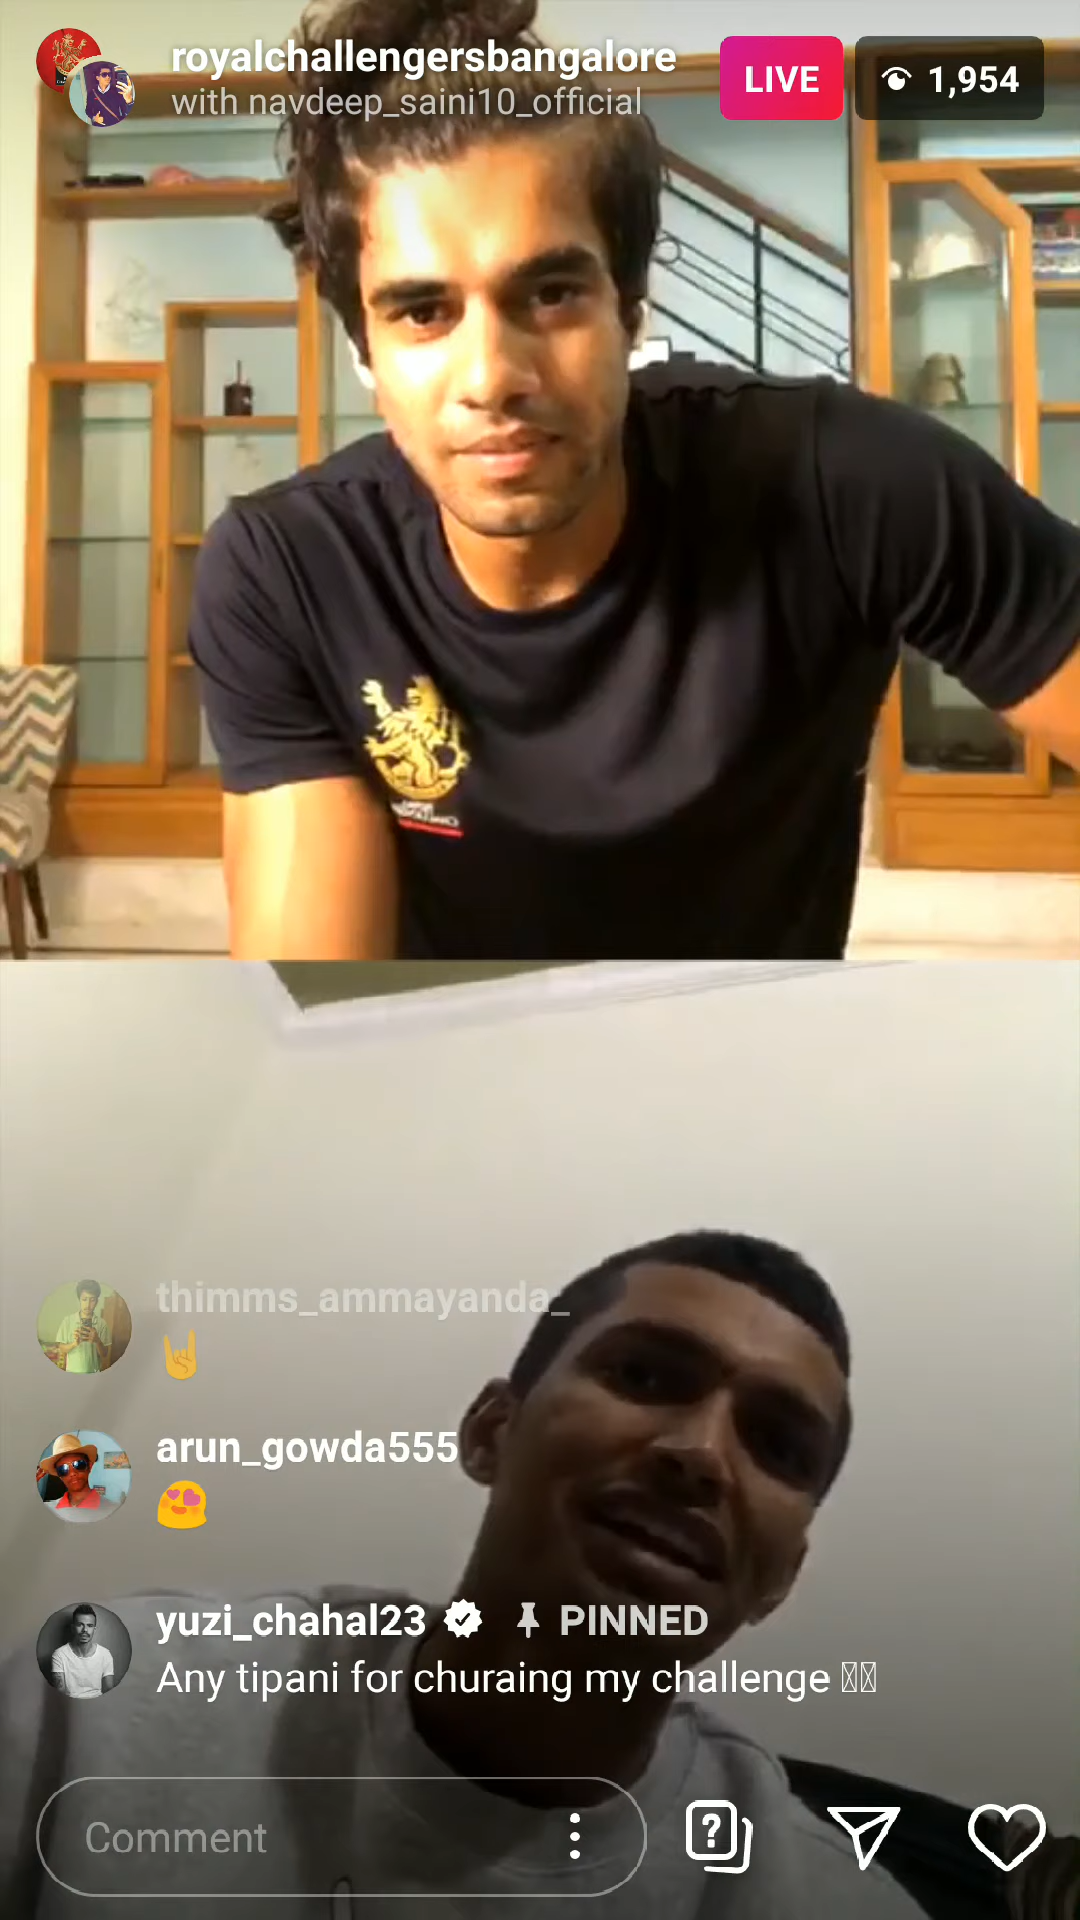 royalchallengersbangalore
with navdeep_saini10_official
LIVE
1,954
thimms_ammayanda_
arun_gowda555
yuzi_chahal23 PINNED
Any tipani for churaing my challenge
Comment